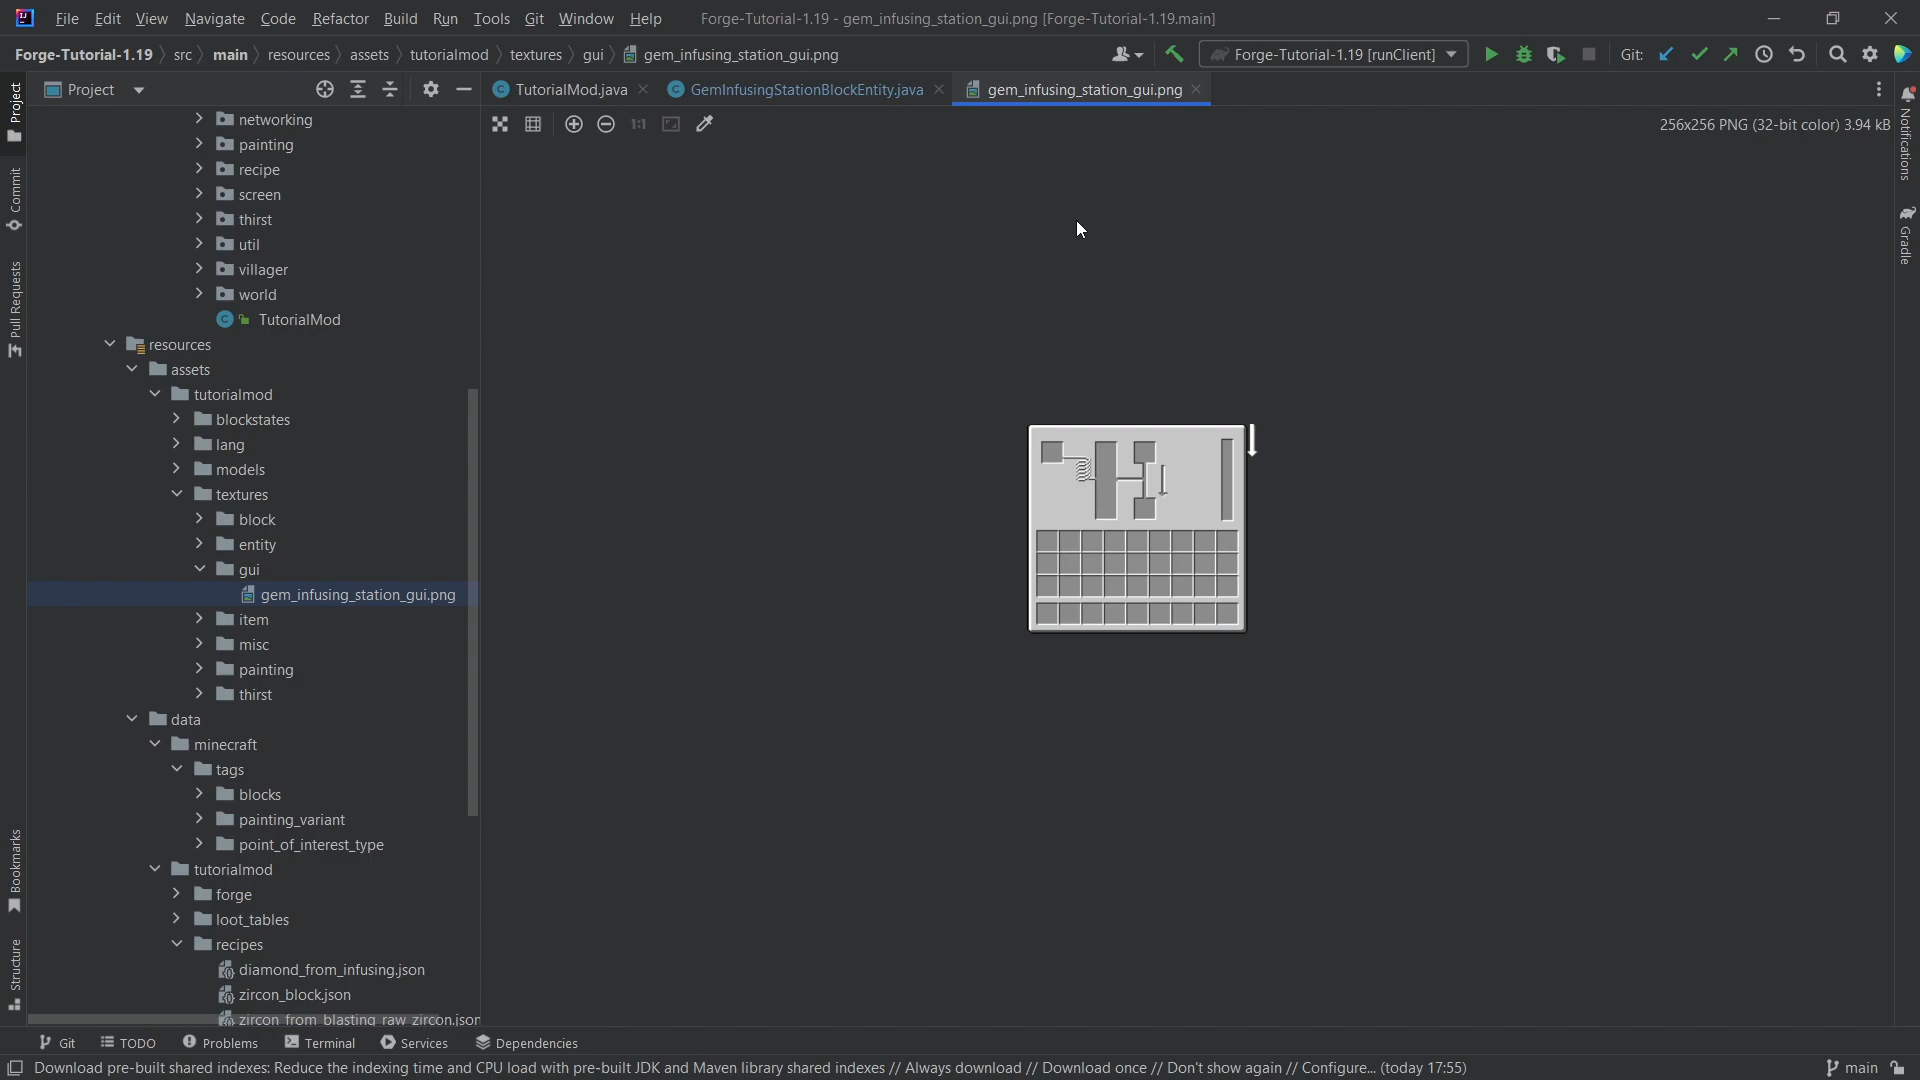 File Edit View Navigate Code Refactor Build Run Tools Git Window Help Forge-Tutorial-1.19 - gem_infusing_station_gui.png [Forge-Tutorial-1.19.main]
Forge-Tutorial-1.19 src main resources assets tutorialmod textures gui gem_infusing_station_gui.png Forge-Tutorial-1.19 [runClient] Git:
Project TutorialMod.java GemInfusingStationBlockEntity.java gem_infusing_station_gui.png
1:1 256x256 PNG (32-bit color) 3.94 kB
Project
Commit
Pull Requests
Bookmarks
Structure
networking
painting
recipe
screen
thirst
util
villager
world
TutorialMod
resources
assets
tutorialmod
blockstates
lang
models
textures
block
entity
gui
gem_infusing_station_gui.png
item
misc
painting
thirst
data
minecraft
tags
blocks
painting_variant
point_of_interest_type
tutorialmod
forge
loot_tables
recipes
diamond_from_infusing.json
zircon_block.json
zircon_from_blasting_raw_zircon.json
Notifications
Gradle
Git TODO Problems Terminal Services Dependencies
Download pre-built shared indexes: Reduce the indexing time and CPU load with pre-built JDK and Maven library shared indexes // Always download // Download once // Don't show again // Configure... (today 17:55) main